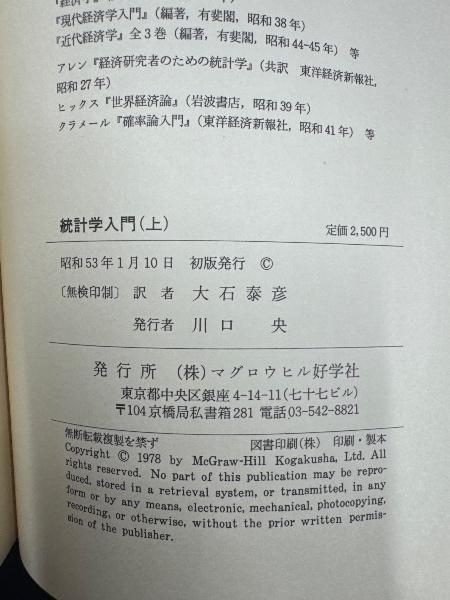 『現代経済学入門』(編著, 有斐閣, 昭和38年)
『近代経済学』全3巻(編著, 有斐閣, 昭和44-45年) 等
アレン『経済研究者のための統計学』(共訳 東洋経済新報社,
昭和27年)
ヒックス『世界経済論』(岩波書店, 昭和39年)
クラメール『確率論入門』(東洋経済新報社, 昭和41年) 等
統計学入門(上) 定価2,500円
昭和53年1月10日 初版発行 ©
〔無検印制〕訳者 大石泰彦
発行者 川口 央
発行所 (株)マグロウヒル好学社
東京都中央区銀座4-14-11(七十七ビル)
〒104 京橋局私書箱281 電話03-542-8821
無断転載複製を禁ず 図書印刷(株) 印刷・製本
Copyright © 1978 by McGraw-Hill Kogakusha, Ltd. All
rights reserved. No part of this publication may be repro-
duced, stored in a retrieval system, or transmitted, in any
form or by any means, electronic, mechanical, photocopying,
recording, or otherwise, without the prior written permis-
sion of the publisher.